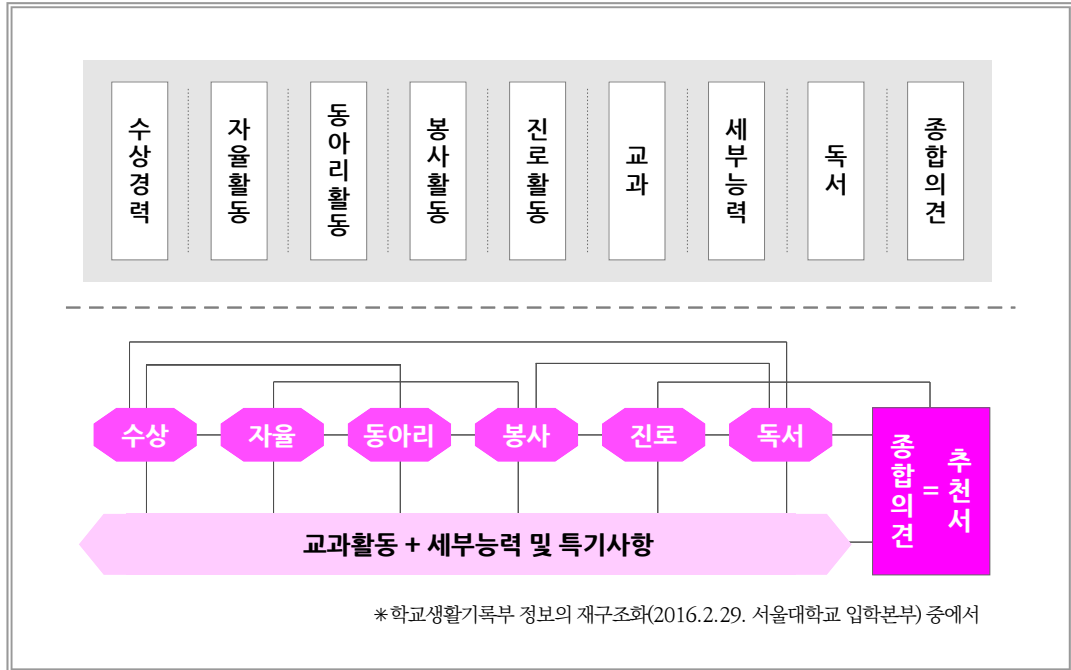 수상경력
자율활동
동아리활동
봉사활동
진로활동
교과
세부능력
독서
종합의견
수상
자율
동아리
봉사
진로
독서
종합의견
=
추천서
교과활동 + 세부능력 및 특기사항
*학교생활기록부 정보의 재구조화(2016.2.29. 서울대학교 입학본부) 중에서